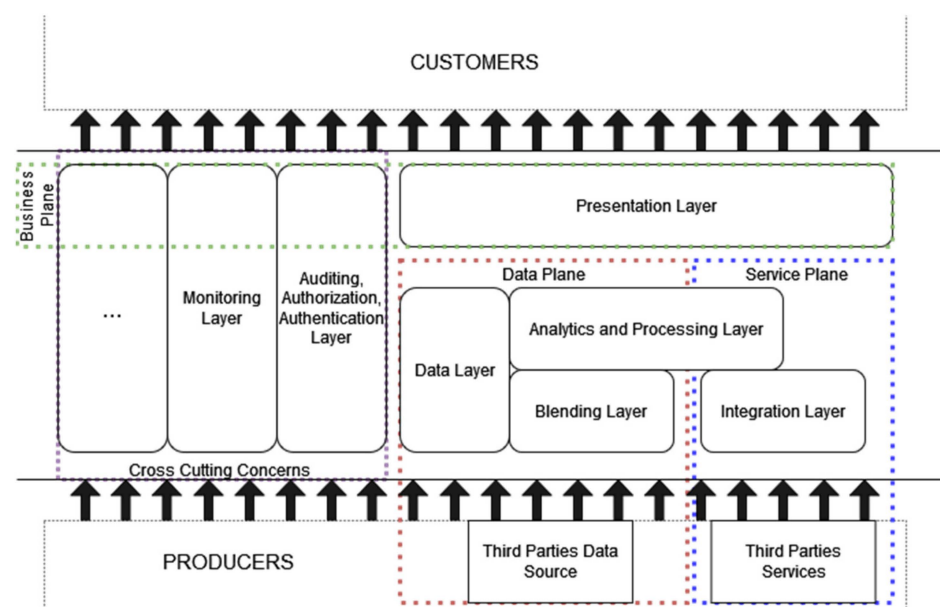 CUSTOMERS
Business
Plane
Presentation Layer
Data Plane
Service Plane
...
Monitoring
Layer
Auditing,
Authorization,
Authentication
Layer
Analytics and Processing Layer
Data Layer
Blending Layer
Integration Layer
Cross Cutting Concerns
PRODUCERS
Third Parties Data
Source
Third Parties
Services